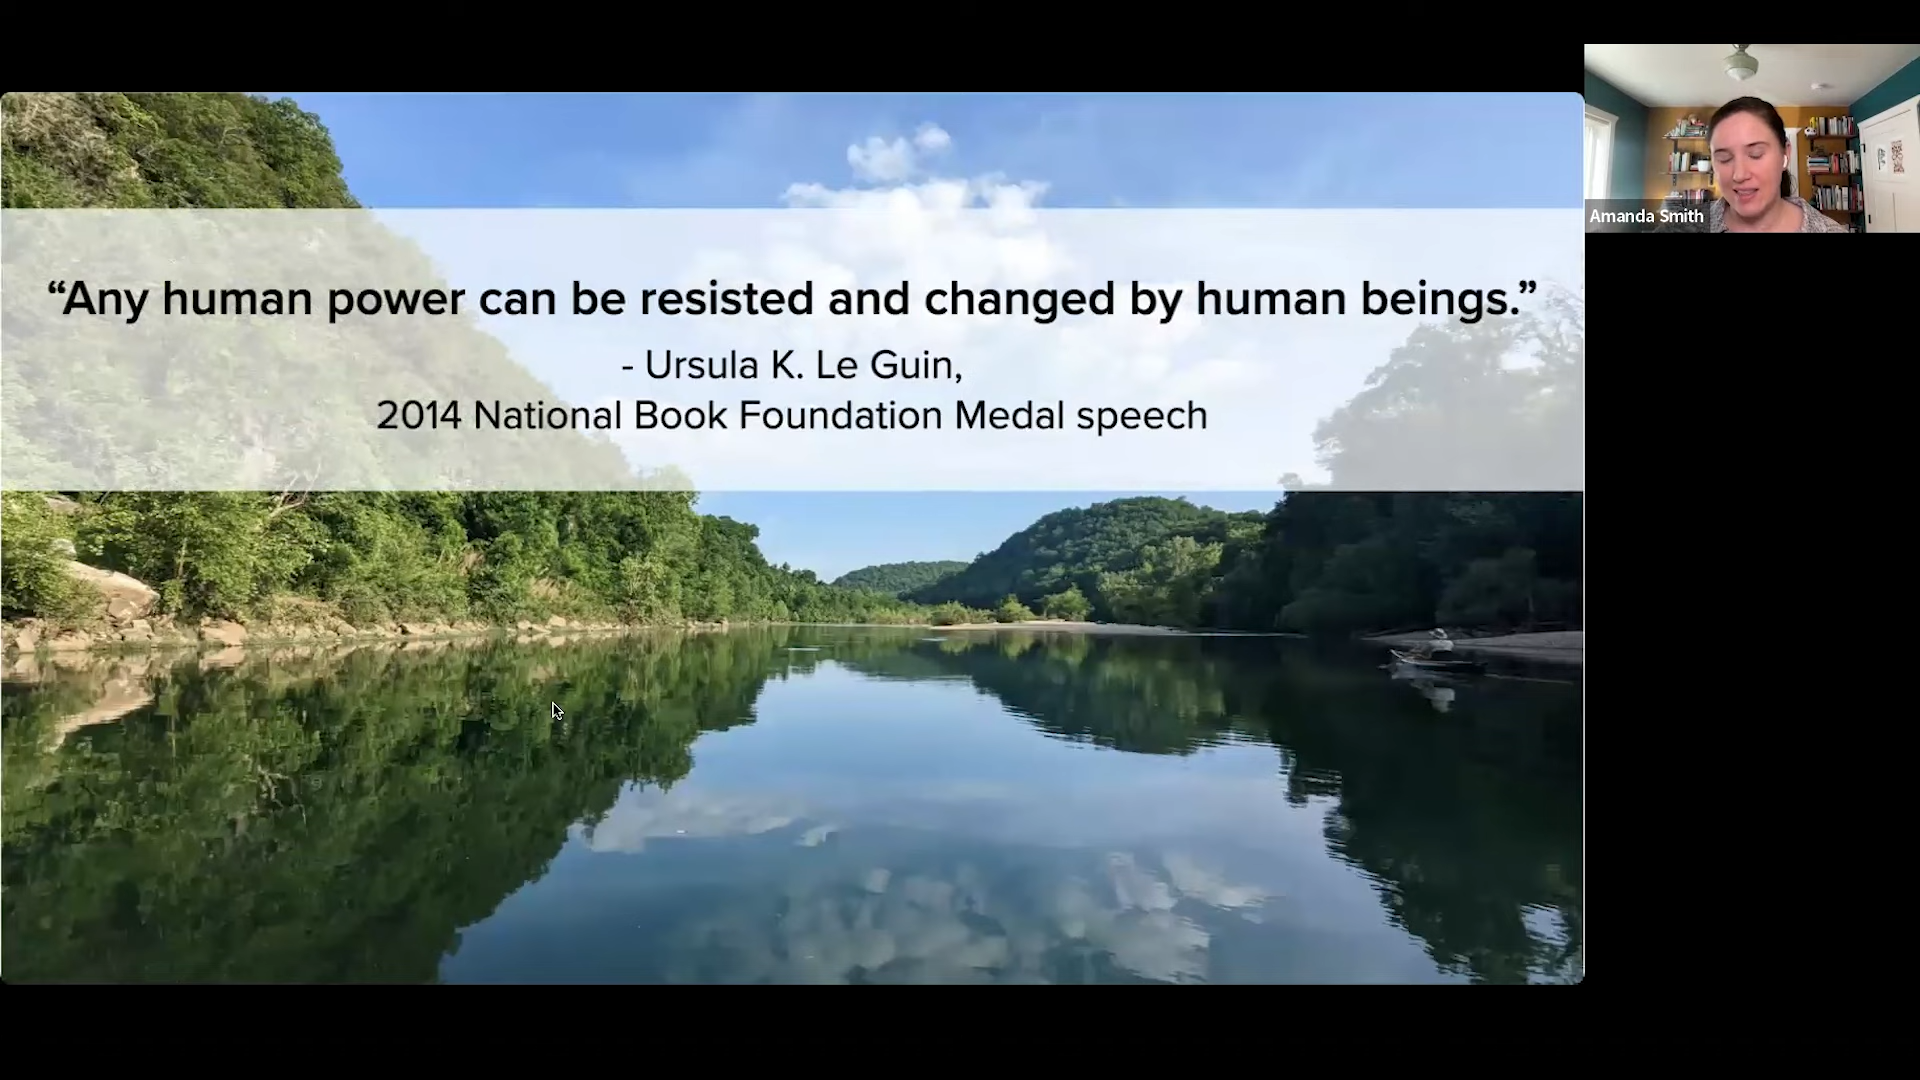 “Any human power can be resisted and changed by human beings.”
- Ursula K. Le Guin,
2014 National Book Foundation Medal speech
Amanda Smith